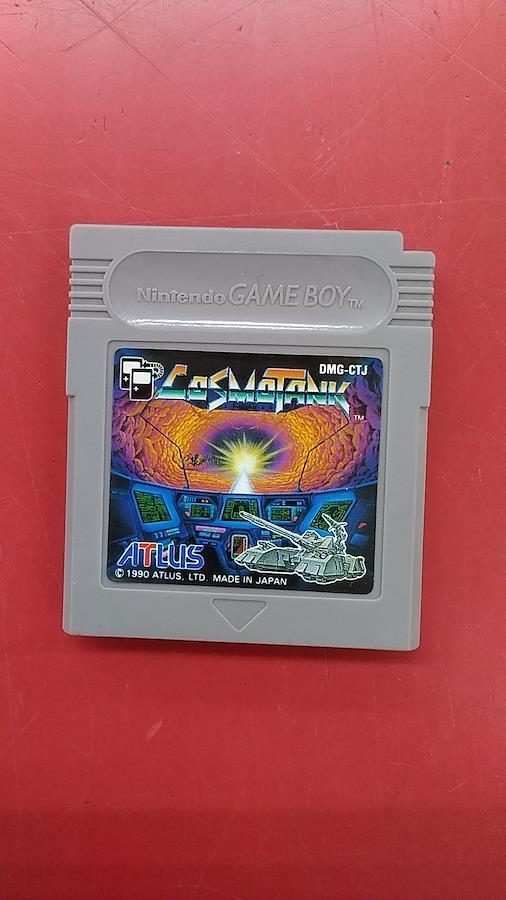 Nintendo GAME BOY TM
DMG-CTJ
COSMOTANK TM
ATLUS
© 1990 ATLUS, LTD. MADE IN JAPAN